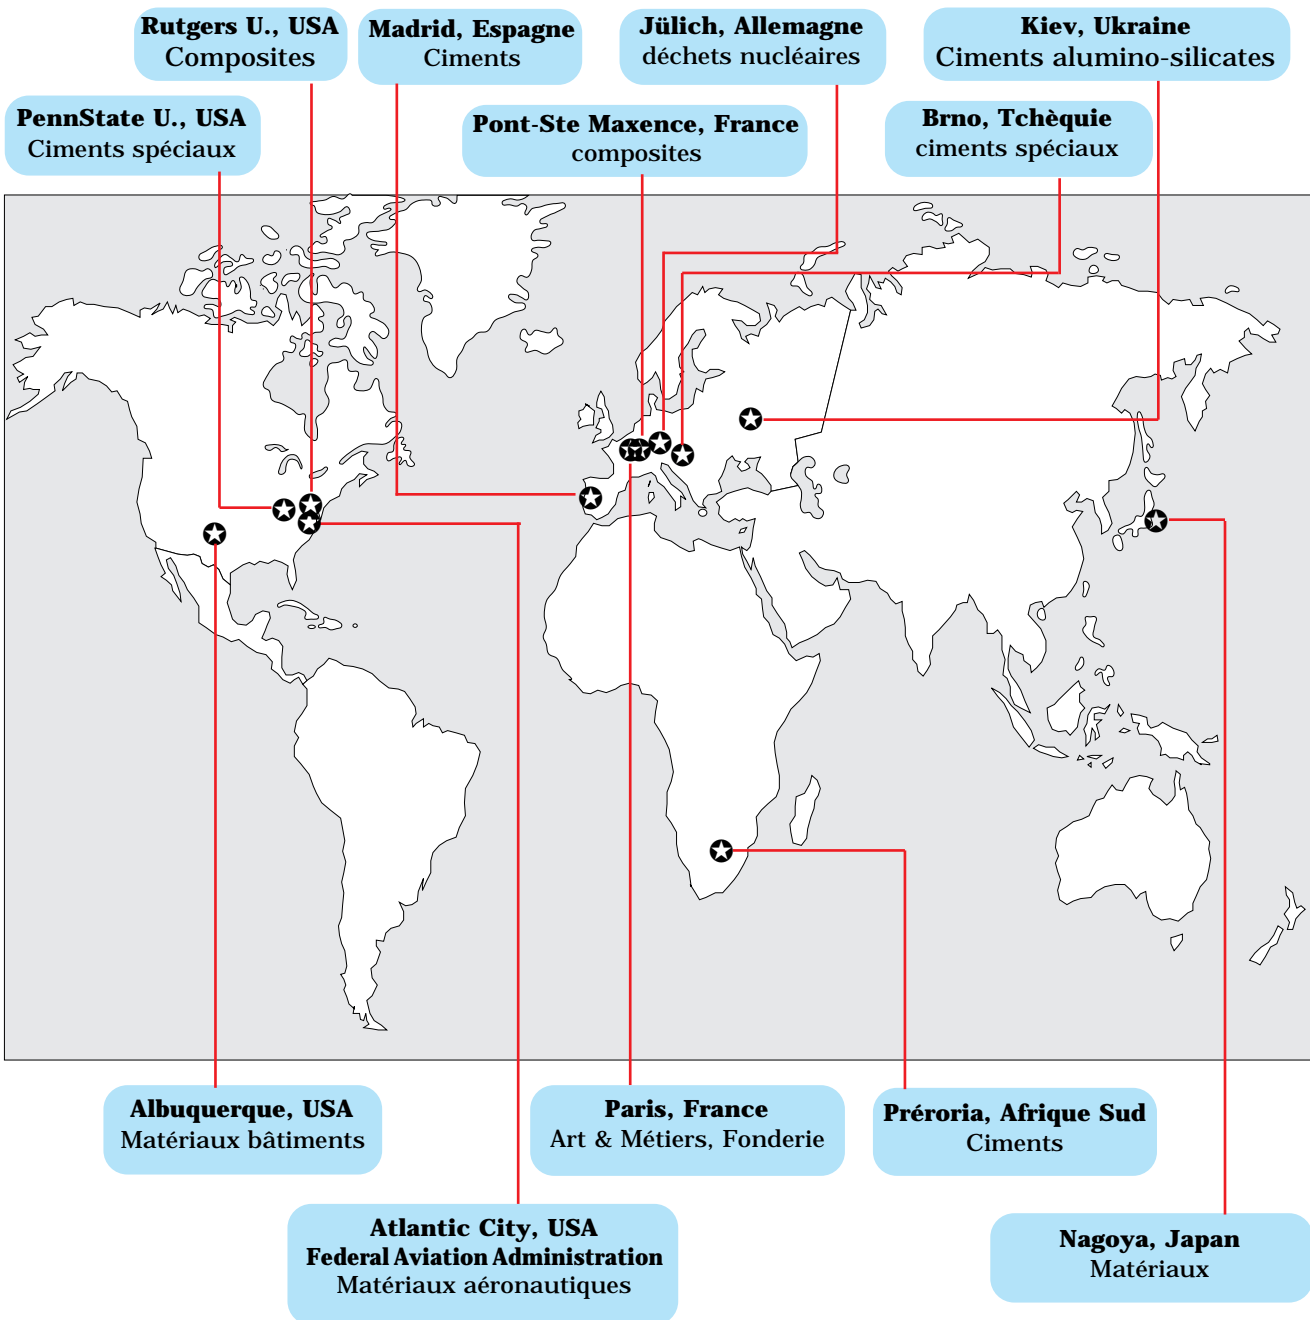 Rutgers U., USA
Composites
Madrid, Espagne
Ciments
Jülich, Allemagne
déchets nucléaires
Kiev, Ukraine
Ciments alumino-silicates
PennState U., USA
Ciments spéciaux
Pont-Ste Maxence, France
composites
Brno, Tchèquie
ciments spéciaux
Albuquerque, USA
Matériaux bâtiments
Paris, France
Art & Métiers, Fonderie
Préroria, Afrique Sud
Ciments
Atlantic City, USA
Federal Aviation Administration
Matériaux aéronautiques
Nagoya, Japan
Matériaux